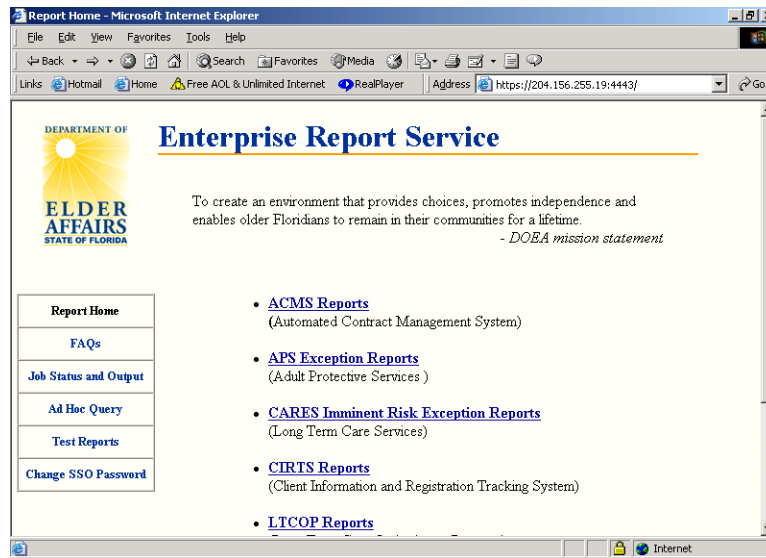 Report Home - Microsoft Internet Explorer
File Edit View Favorites Tools Help
Back Search Favorites Media
Links Hotmail Home Free AOL & Unlimited Internet RealPlayer Address https://204.156.255.19:4443/ Go
DEPARTMENT OF
ELDER
AFFAIRS
STATE OF FLORIDA
Enterprise Report Service
To create an environment that provides choices, promotes independence and
enables older Floridians to remain in their communities for a lifetime.
- DOEA mission statement
Report Home
FAQs
Job Status and Output
Ad Hoc Query
Test Reports
Change SSO Password
• ACMS Reports
(Automated Contract Management System)
• APS Exception Reports
(Adult Protective Services )
• CARES Imminent Risk Exception Reports
(Long Term Care Services)
• CIRTS Reports
(Client Information and Registration Tracking System)
• LTCOP Reports
Internet